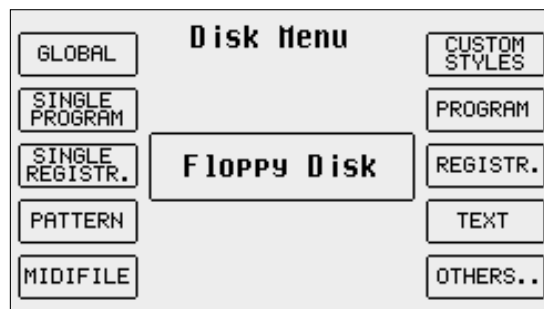 Disk Menu
GLOBAL
SINGLE
PROGRAM
SINGLE
REGISTR.
PATTERN
MIDIFILE
Floppy Disk
CUSTOM
STYLES
PROGRAM
REGISTR.
TEXT
OTHERS..